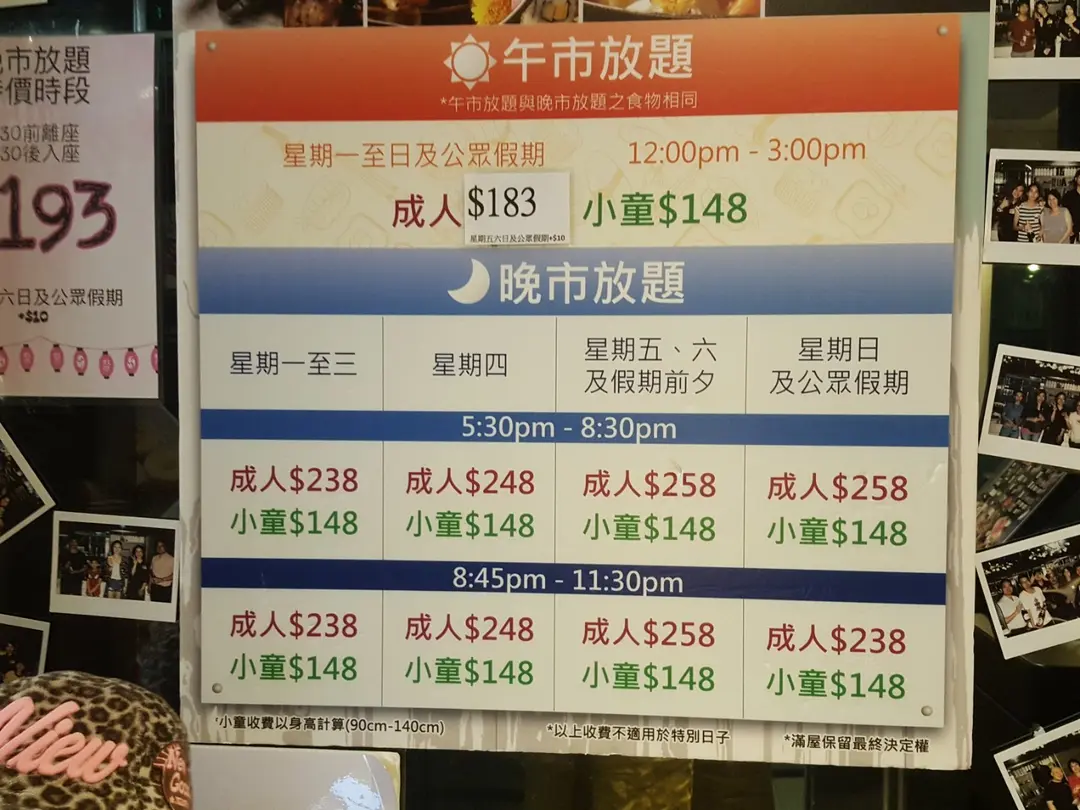 市放題
價時段
30前離座
30後入座
193
六日及公眾假期
+$10
午市放題
*午市放題與晚市放題之食物相同
星期一至日及公眾假期 12:00pm - 3:00pm
成人$183 小童$148
星期五六日及公眾假期+$10
晚市放題
星期一至三 星期四 星期五、六 星期日
及假期前夕 及公眾假期
5:30pm - 8:30pm
成人$238 成人$248 成人$258 成人$258
小童$148 小童$148 小童$148 小童$148
8:45pm - 11:30pm
成人$238 成人$248 成人$258 成人$238
小童$148 小童$148 小童$148 小童$148
*小童收費以身高計算(90cm-140cm) *以上收費不適用於特別日子 *滿屋保留最終決定權
View